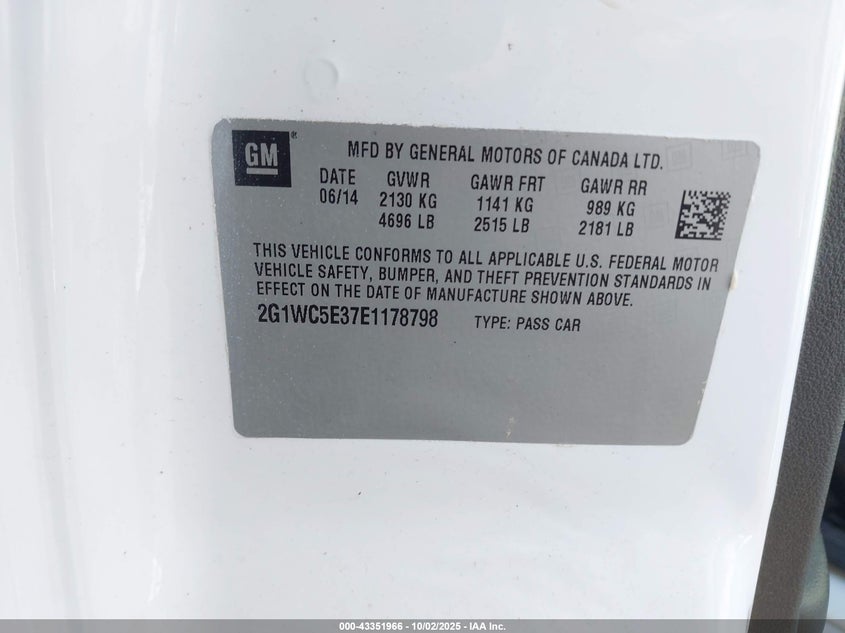 GM ®
MFD BY GENERAL MOTORS OF CANADA LTD.
DATE GVWR GAWR FRT GAWR RR
06/14 2130 KG 1141 KG 989 KG
4696 LB 2515 LB 2181 LB
THIS VEHICLE CONFORMS TO ALL APPLICABLE U.S. FEDERAL MOTOR
VEHICLE SAFETY, BUMPER, AND THEFT PREVENTION STANDARDS IN
EFFECT ON THE DATE OF MANUFACTURE SHOWN ABOVE.
2G1WC5E37E1178798 TYPE: PASS CAR
000-43351966 - 10/02/2025 - IAA Inc.